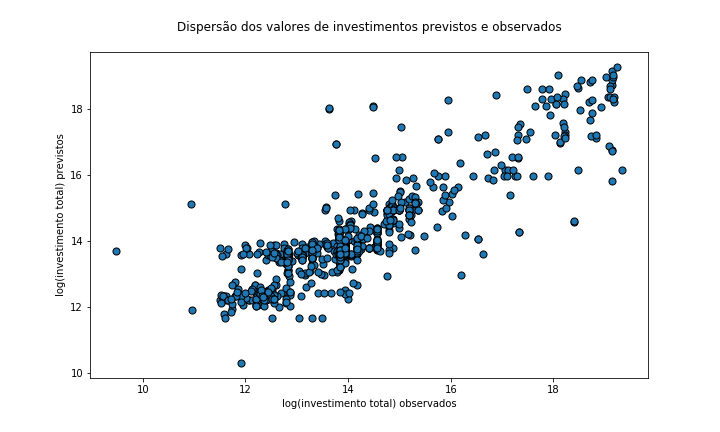 Dispersão dos valores de investimentos previstos e observados
log(investimento total) previstos
18
16
14
12
10
10 12 14 16 18
log(investimento total) observados